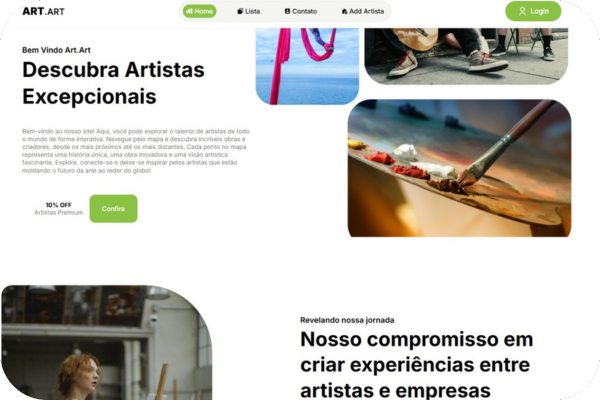 ART.ART
Home
Lista
Contato
Add Artista
Login
Bem Vindo Art.Art
Descubra Artistas
Excepcionais
Bem-vindo ao nosso site! Aqui, você pode explorar o talento de artistas de todo
o mundo de forma interativa. Navegue pelo mapa e descubra incríveis obras e
criadores, desde os mais próximos até os mais distantes. Cada ponto no mapa
representa uma história única, uma obra inovadora e uma visão artística
fascinante. Explore, conecte-se e deixe-se inspirar pelos artistas que estão
moldando o futuro da arte ao redor do globo!
10% OFF
Artistas Premium
Confira
Revelando nossa jornada
Nosso compromisso em
criar experiências entre
artistas e empresas